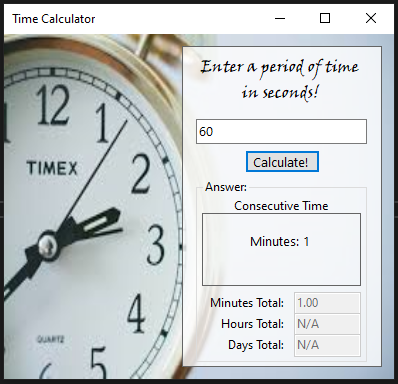 Time Calculator
Enter a period of time
in seconds!
60
Calculate!
Answer:
Consecutive Time
Minutes: 1
Minutes Total: 1.00
Hours Total: N/A
Days Total: N/A
12
1
2
3
4
5
TIMEX
QUARTZ